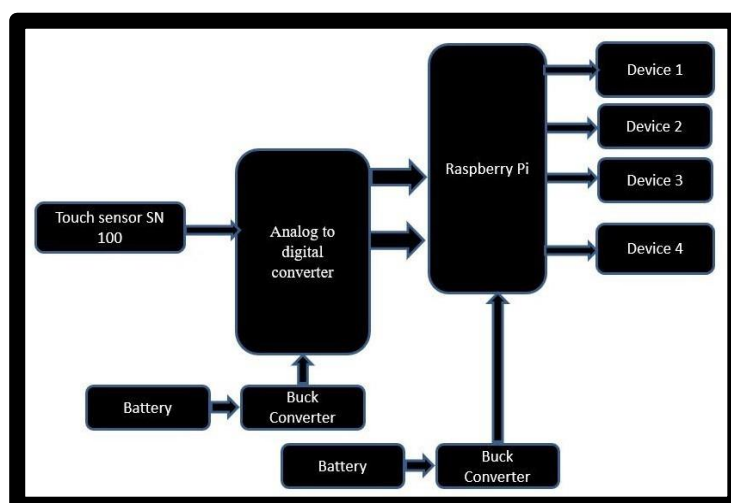 Device 1
Device 2
Raspberry Pi
Device 3
Touch sensor SN
100
Analog to
digital
converter
Device 4
Battery
Buck
Converter
Battery
Buck
Converter